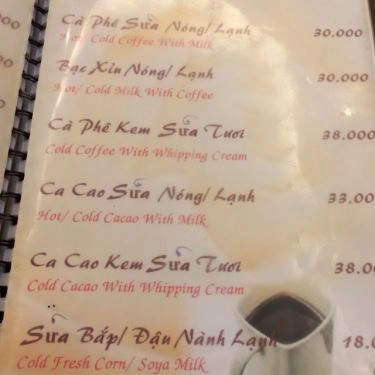 Cà Phê Sữa Nóng/ Lạnh 30.000
Hot/ Cold Coffee With Milk
Bạc Xỉu Nóng/ Lạnh 30.000
Hot/ Cold Milk With Coffee
Cà Phê Kem Sữa Tươi 38.000
Cold Coffee With Whipping Cream
Ca Cao Sữa Nóng/ Lạnh 33.000
Hot/ Cold Cacao With Milk
Ca Cao Kem Sữa Tươi 38.0
Cold Cacao With Whipping Cream
Sữa Bắp/ Đậu Nành Lạnh 18.0
Cold Fresh Corn/ Soya Milk